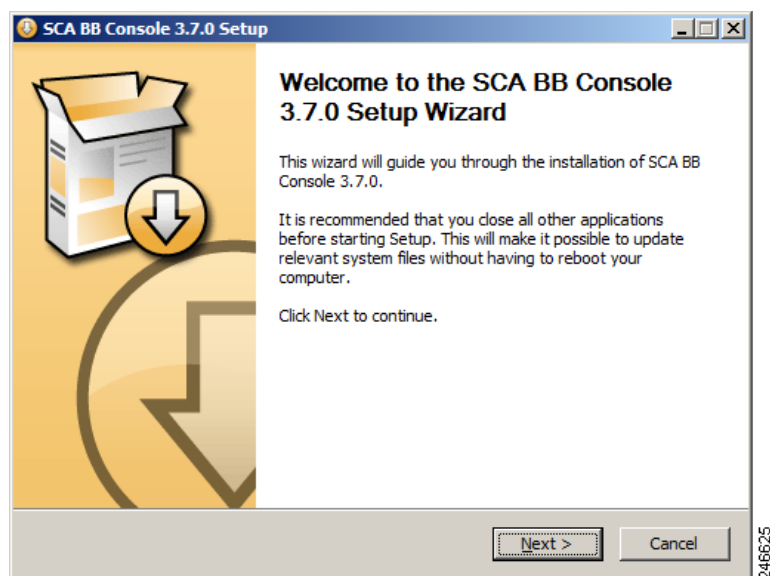 SCA BB Console 3.7.0 Setup
Welcome to the SCA BB Console
3.7.0 Setup Wizard
This wizard will guide you through the installation of SCA BB
Console 3.7.0.
It is recommended that you close all other applications
before starting Setup. This will make it possible to update
relevant system files without having to reboot your
computer.
Click Next to continue.
Next >
Cancel
246625